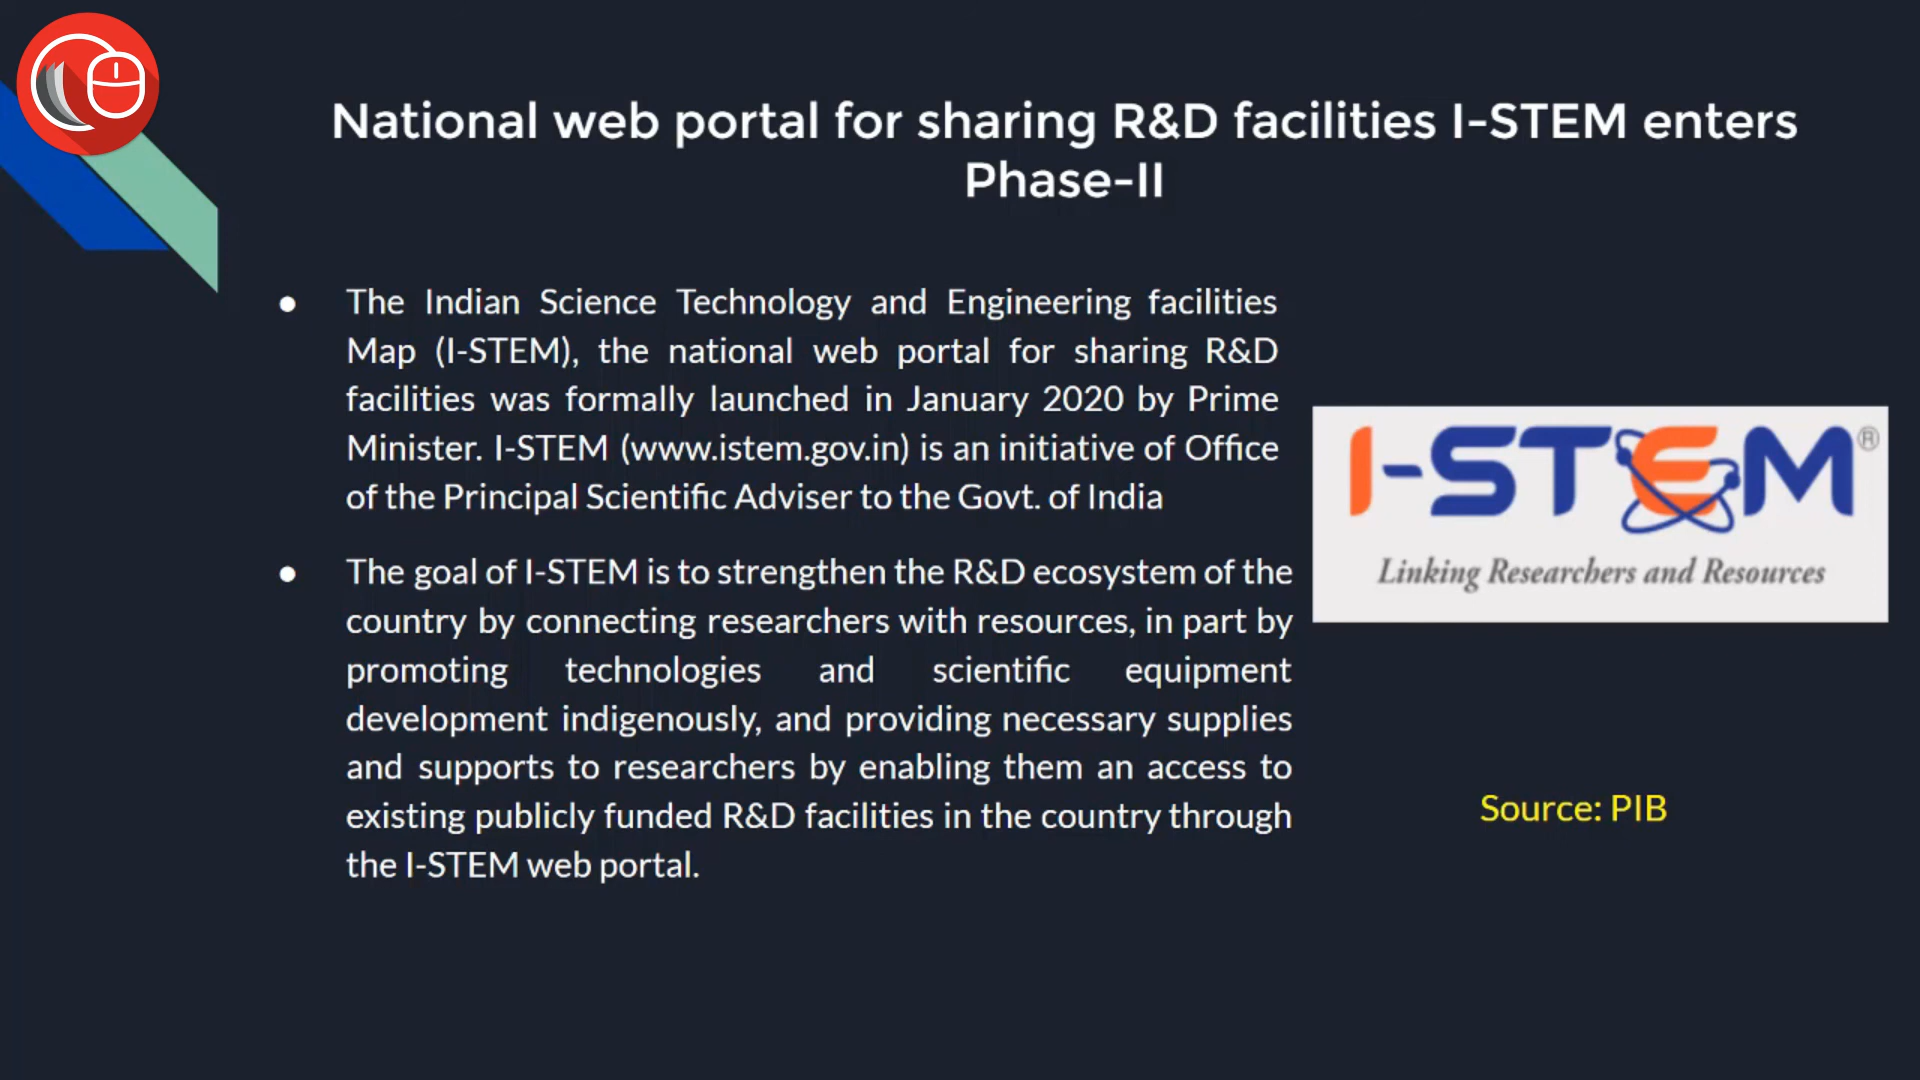 National web portal for sharing R&D facilities I-STEM enters
Phase-II
● The Indian Science Technology and Engineering facilities
Map (I-STEM), the national web portal for sharing R&D
facilities was formally launched in January 2020 by Prime
Minister. I-STEM (www.istem.gov.in) is an initiative of Office
of the Principal Scientific Adviser to the Govt. of India
● The goal of I-STEM is to strengthen the R&D ecosystem of the
country by connecting researchers with resources, in part by
promoting technologies and scientific equipment
development indigenously, and providing necessary supplies
and supports to researchers by enabling them an access to
existing publicly funded R&D facilities in the country through
the I-STEM web portal.
I-STEM®
Linking Researchers and Resources
Source: PIB